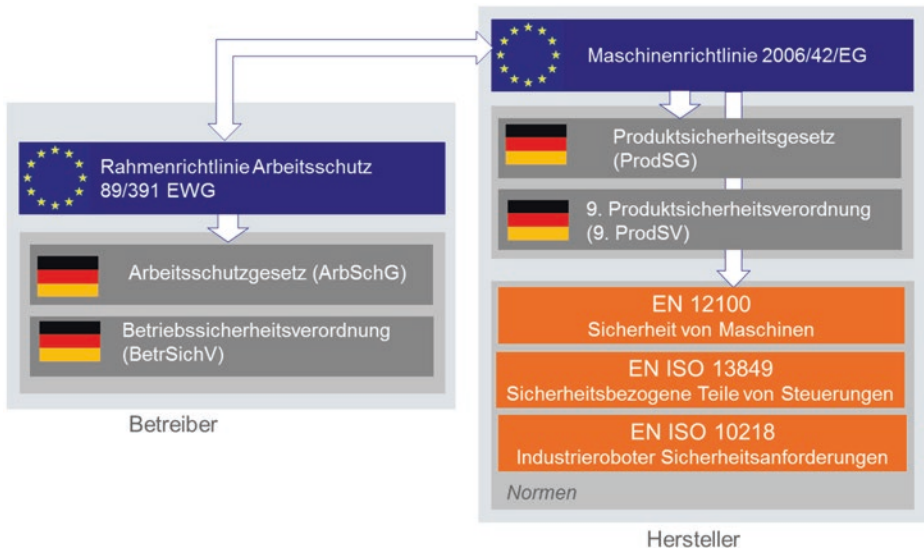 Maschinenrichtlinie 2006/42/EG
Produktsicherheitsgesetz
(ProdSG)
9. Produktsicherheitsverordnung
(9. ProdSV)
EN 12100
Sicherheit von Maschinen
EN ISO 13849
Sicherheitsbezogene Teile von Steuerungen
EN ISO 10218
Industrieroboter Sicherheitsanforderungen
Normen
Hersteller
Rahmenrichtlinie Arbeitsschutz
89/391 EWG
Arbeitsschutzgesetz (ArbSchG)
Betriebssicherheitsverordnung
(BetrSichV)
Betreiber